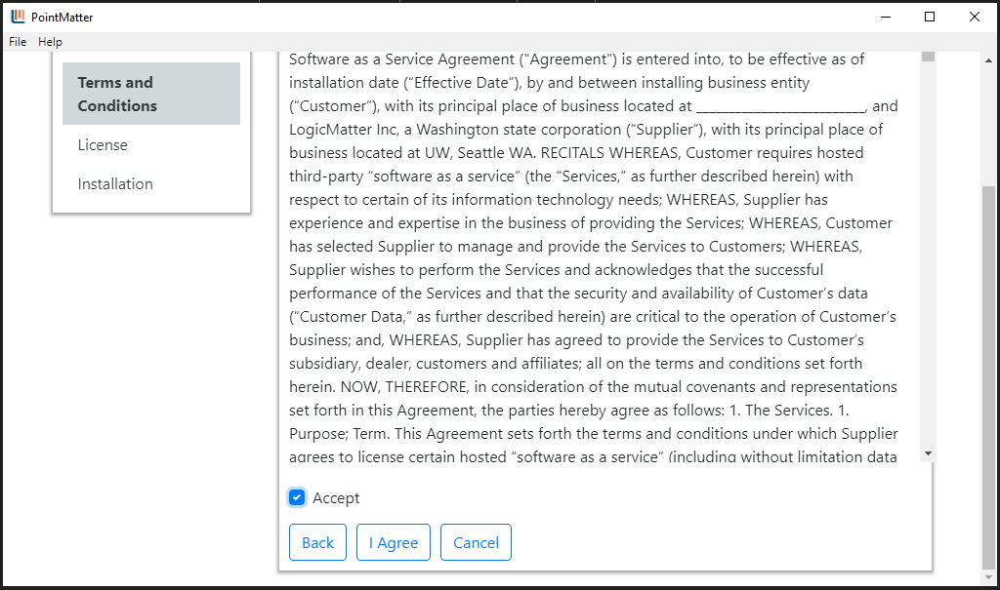 PointMatter
File Help
Terms and
Conditions
License
Installation
Software as a Service Agreement ("Agreement") is entered into, to be effective as of
installation date (“Effective Date”), by and between installing business entity
(“Customer”), with its principal place of business located at __________________________, and
LogicMatter Inc, a Washington state corporation (“Supplier”), with its principal place of
business located at UW, Seattle WA. RECITALS WHEREAS, Customer requires hosted
third-party “software as a service” (the “Services,” as further described herein) with
respect to certain of its information technology needs; WHEREAS, Supplier has
experience and expertise in the business of providing the Services; WHEREAS, Customer
has selected Supplier to manage and provide the Services to Customers; WHEREAS,
Supplier wishes to perform the Services and acknowledges that the successful
performance of the Services and that the security and availability of Customer’s data
(“Customer Data,” as further described herein) are critical to the operation of Customer’s
business; and, WHEREAS, Supplier has agreed to provide the Services to Customer’s
subsidiary, dealer, customers and affiliates; all on the terms and conditions set forth
herein. NOW, THEREFORE, in consideration of the mutual covenants and representations
set forth in this Agreement, the parties hereby agree as follows: 1. The Services. 1.
Purpose; Term. This Agreement sets forth the terms and conditions under which Supplier
agrees to license certain hosted “software as a service” (including without limitation data
Accept
Back I Agree Cancel